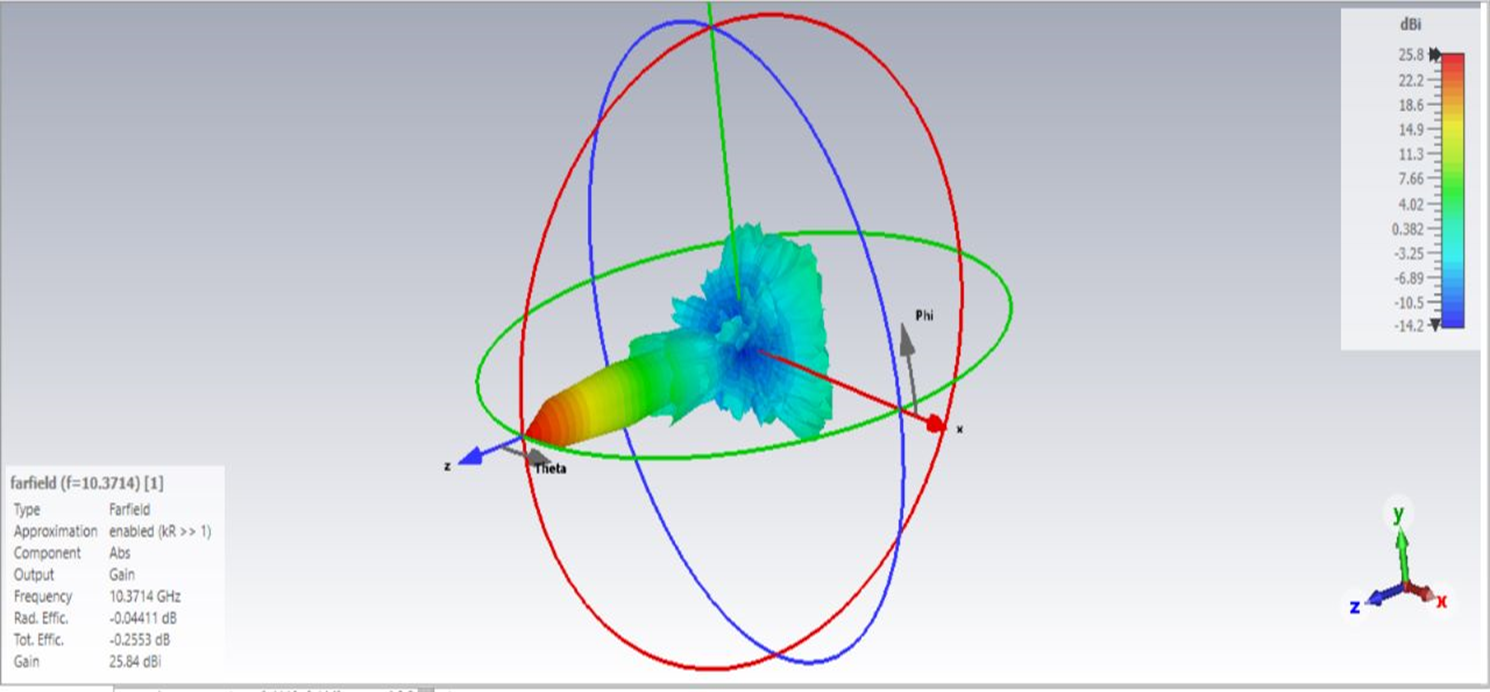 dBi
25.8
22.2
18.6
14.9
11.3
7.66
4.02
0.382
-3.25
-6.89
-10.5
-14.2
Phi
x
z
Theta
farfield (f=10.3714) [1]
Type Farfield
Approximation enabled (kR >> 1)
Component Abs
Output Gain
Frequency 10.3714 GHz
Rad. Effic. -0.04411 dB
Tot. Effic. -0.2553 dB
Gain 25.84 dBi
y
z
x